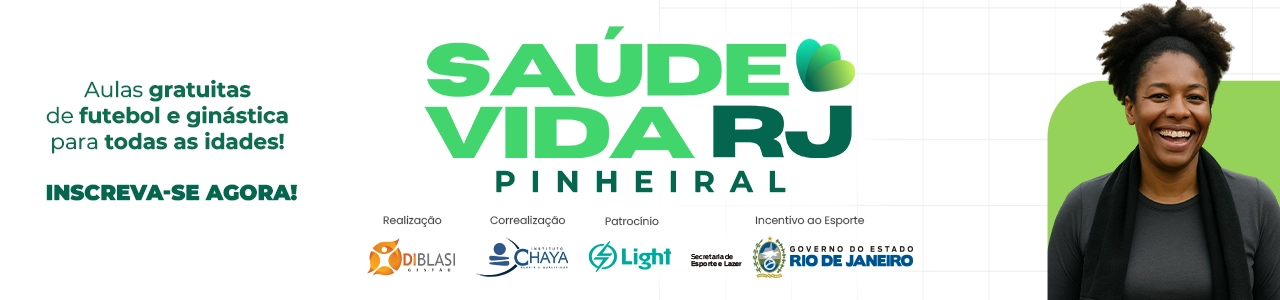 Aulas gratuitas
de futebol e ginástica
para todas as idades!
INSCREVA-SE AGORA!
SAÚDE
VIDA RJ
PINHEIRAL
Realização
DIBLASI
GESTÃO
Correalização
INSTITUTO
CHAYA
Patrocínio
Light
Secretaria de
Esporte e Lazer
Incentivo ao Esporte
GOVERNO DO ESTADO
RIO DE JANEIRO